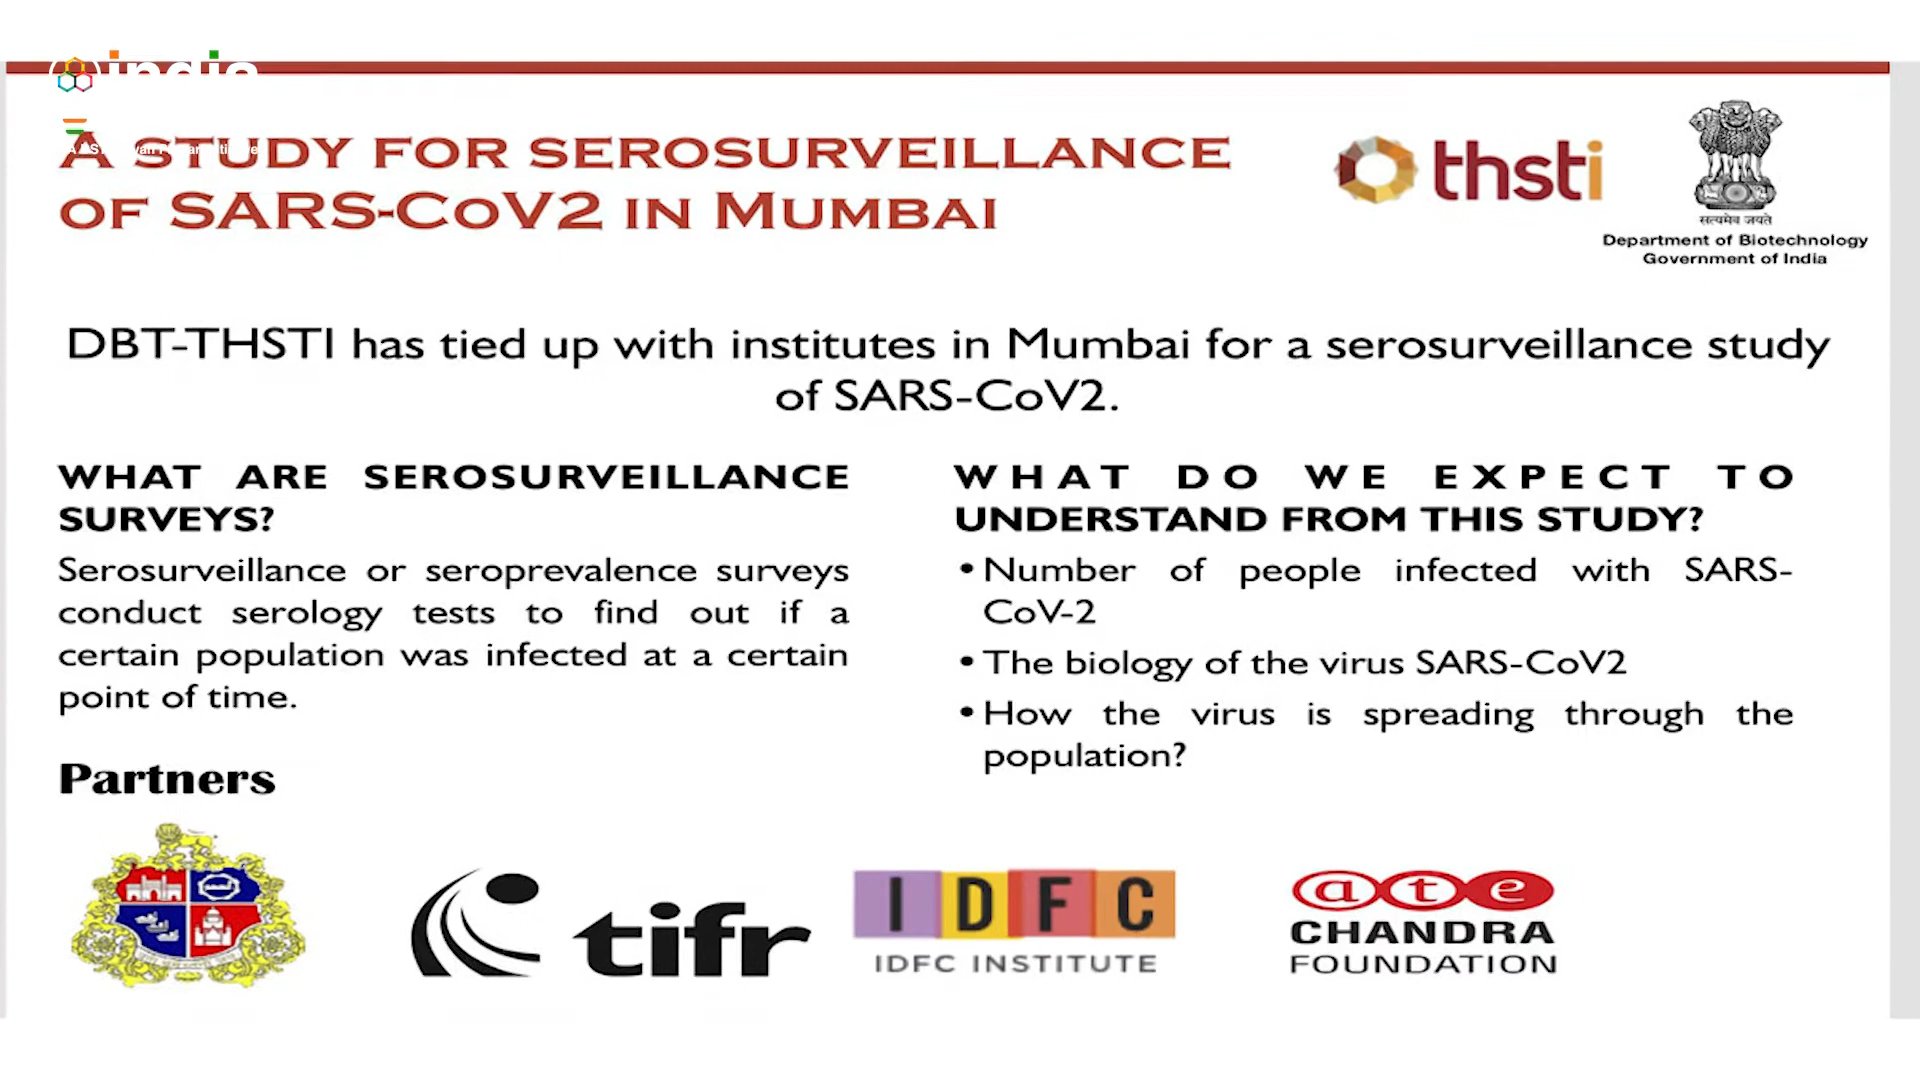 india
A STUDY FOR SEROSURVEILLANCE
OF SARS-COV2 IN MUMBAI
thsti
सत्यमेव जयते
Department of Biotechnology
Government of India
DBT-THSTI has tied up with institutes in Mumbai for a serosurveillance study
of SARS-CoV2.
WHAT ARE SEROSURVEILLANCE
SURVEYS?
Serosurveillance or seroprevalence surveys
conduct serology tests to find out if a
certain population was infected at a certain
point of time.
WHAT DO WE EXPECT TO
UNDERSTAND FROM THIS STUDY?
• Number of people infected with SARS-
CoV-2
• The biology of the virus SARS-CoV2
• How the virus is spreading through the
population?
Partners
tifr
IDFC
IDFC INSTITUTE
ate
CHANDRA
FOUNDATION